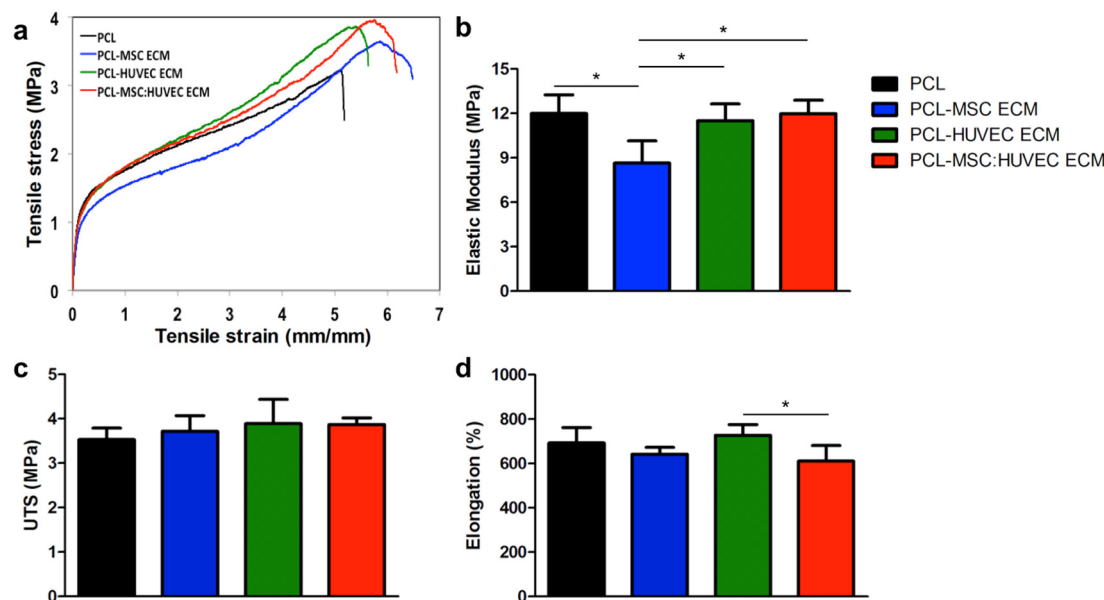 a
Tensile stress (MPa)
4
3
2
1
0
PCL
PCL-MSC ECM
PCL-HUVEC ECM
PCL-MSC:HUVEC ECM
0 1 2 3 4 5 6 7
Tensile strain (mm/mm)
b
Elastic Modulus (MPa)
15
12
9
6
3
0
*
*
*
PCL
PCL-MSC ECM
PCL-HUVEC ECM
PCL-MSC:HUVEC ECM
c
UTS (MPa)
5
4
3
2
1
0
d
Elongation (%)
1000
800
600
400
200
0
*